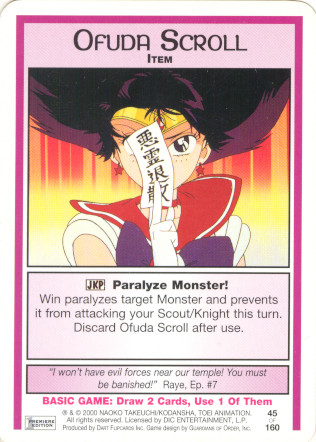 OFUDA SCROLL
ITEM
悪霊退散
JKP Paralyze Monster!
Win paralyzes target Monster and prevents
it from attacking your Scout/Knight this turn.
Discard Ofuda Scroll after use.
"I won't have evil forces near our temple! You must
be banished!" Raye, Ep. #7
BASIC GAME: Draw 2 Cards, Use 1 Of Them
PREMIERE
EDITION
® & © 2000 NAOKO TAKEUCHI/KODANSHA, TOEI ANIMATION.
All rights reserved. Licensed by DIC ENTERTAINMENT, L.P.
PRODUCED BY DART FLIPCARDS INC. Game design by GUARDIANS OF ORDER, INC.
45
OF
160